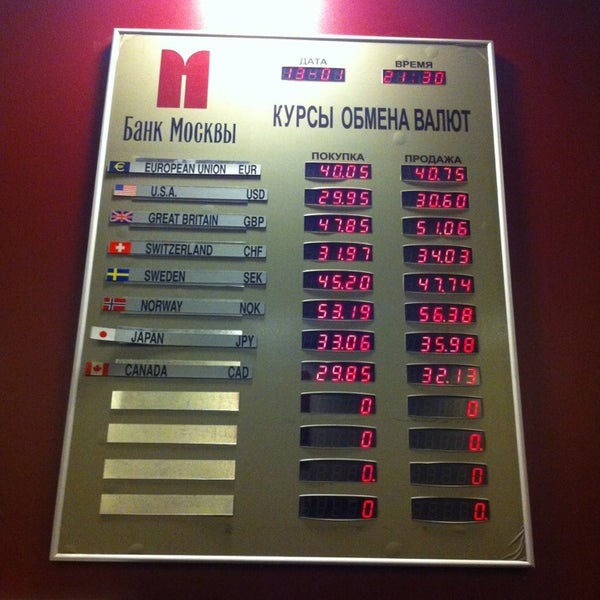 ДАТА ВРЕМЯ
13-01 21:30
М
Банк Москвы
КУРСЫ ОБМЕНА ВАЛЮТ
ПОКУПКА ПРОДАЖА
EUROPEAN UNION EUR 40.05 40.75
U.S.A. USD 29.95 30.60
GREAT BRITAIN GBP 47.85 51.06
SWITZERLAND CHF 31.97 34.03
SWEDEN SEK 45.20 47.74
NORWAY NOK 53.19 56.38
JAPAN JPY 33.06 35.98
CANADA CAD 29.85 32.13
0 0
0. 0.
0. 0
0 0.